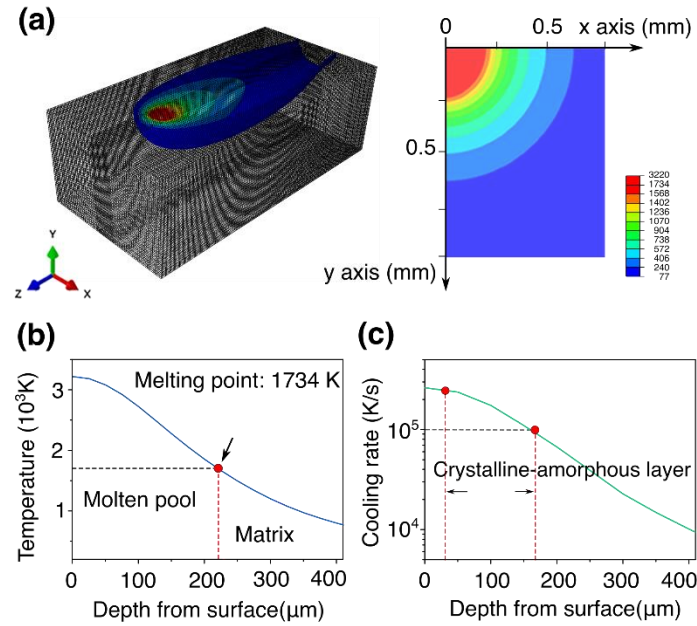 (a)
0 0.5 x axis (mm)
0.5
y axis (mm)
3220
1734
1568
1402
1236
1070
904
738
572
406
240
77
Y
Z X
(b)
Melting point: 1734 K
Temperature (10³K)
3
2
1
Molten pool
Matrix
0 100 200 300 400
Depth from surface(μm)
(c)
Cooling rate (K/s)
10⁵
10⁴
Crystalline-amorphous layer
0 100 200 300 400
Depth from surface(μm)